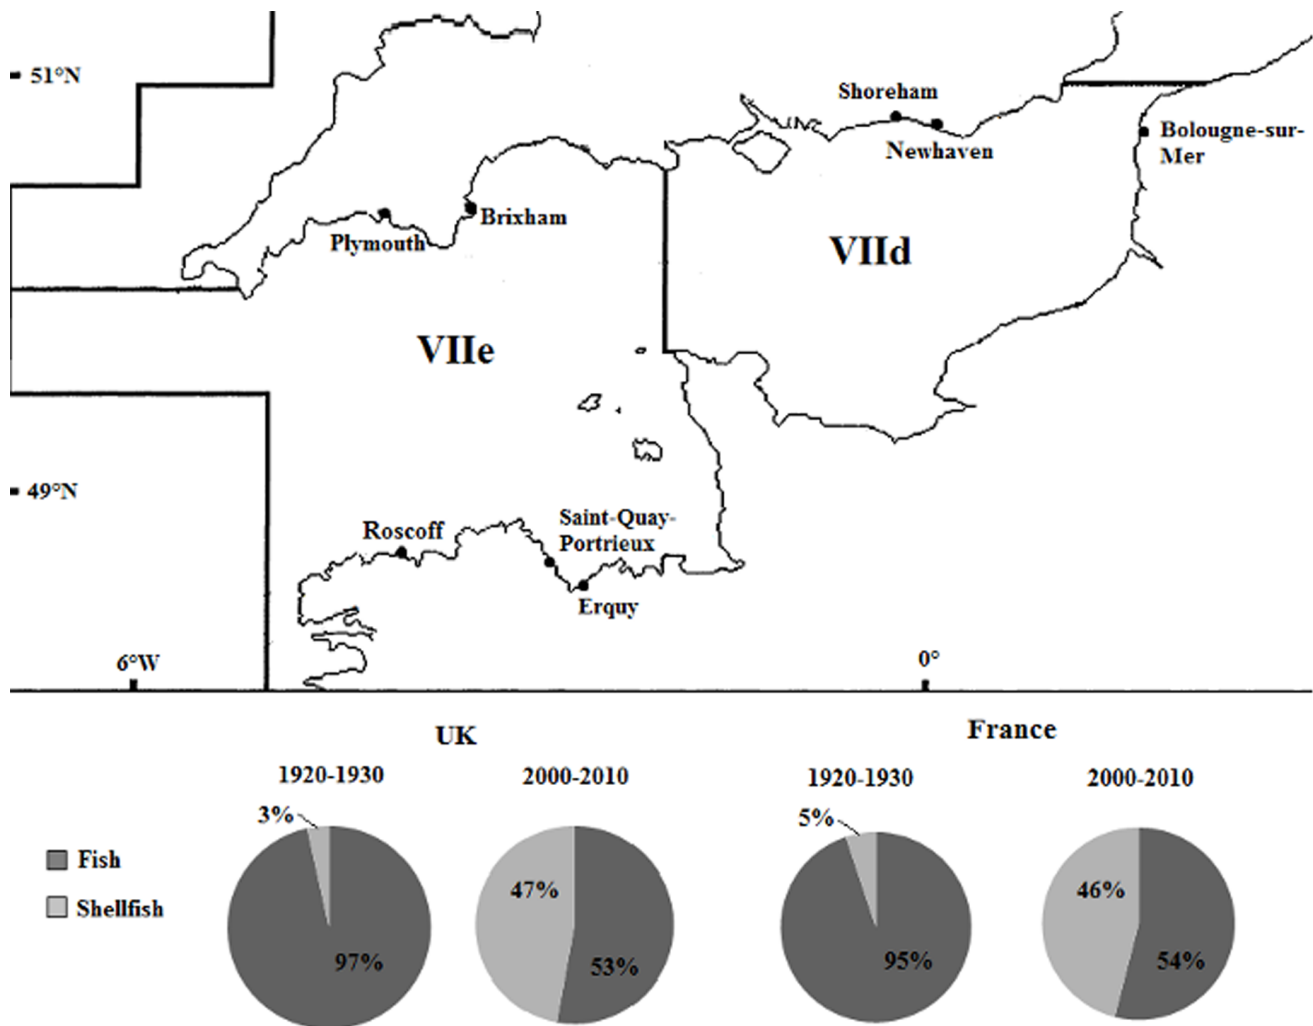 51°N
Shoreham
Newhaven
Bolougne-sur-
Mer
Brixham
Plymouth
VIId
VIIe
49°N
Roscoff
Saint-Quay-
Portrieux
Erquy
6°W
0°
UK
France
1920-1930
2000-2010
1920-1930
2000-2010
3%
5%
Fish
Shellfish
47%
46%
97%
53%
95%
54%